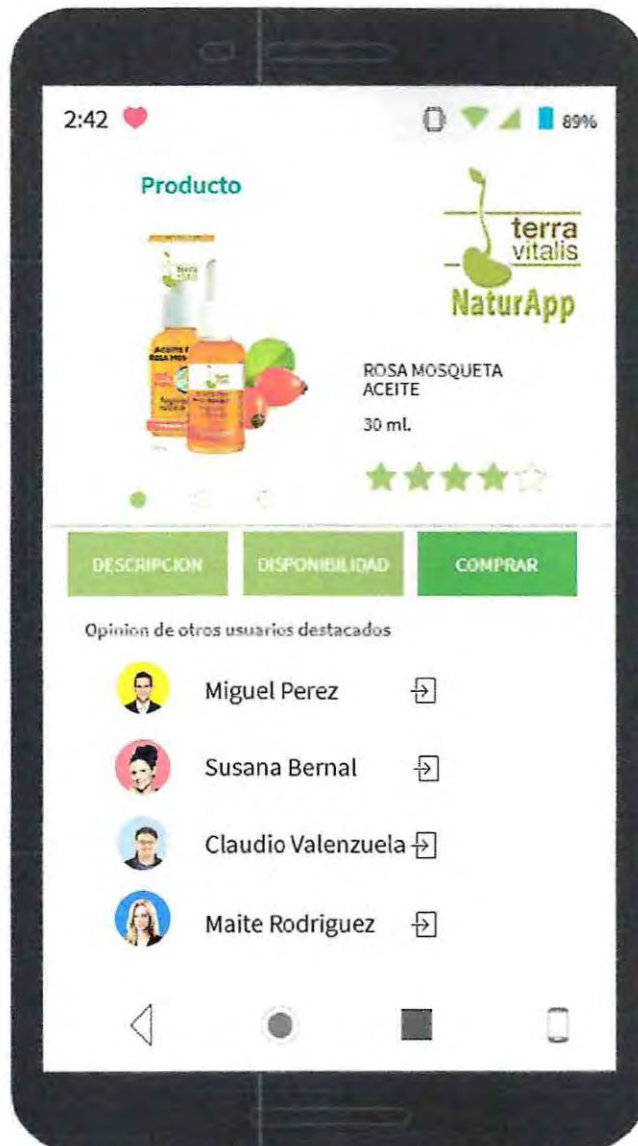 2:42
89%
Producto
terra
vitalis
NaturApp
ROSA MOSQUETA
ACEITE
30 ml.
DESCRIPCION
DISPONIBILIDAD
COMPRAR
Opinion de otros usuarios destacados
Miguel Perez
Susana Bernal
Claudio Valenzuela
Maite Rodriguez